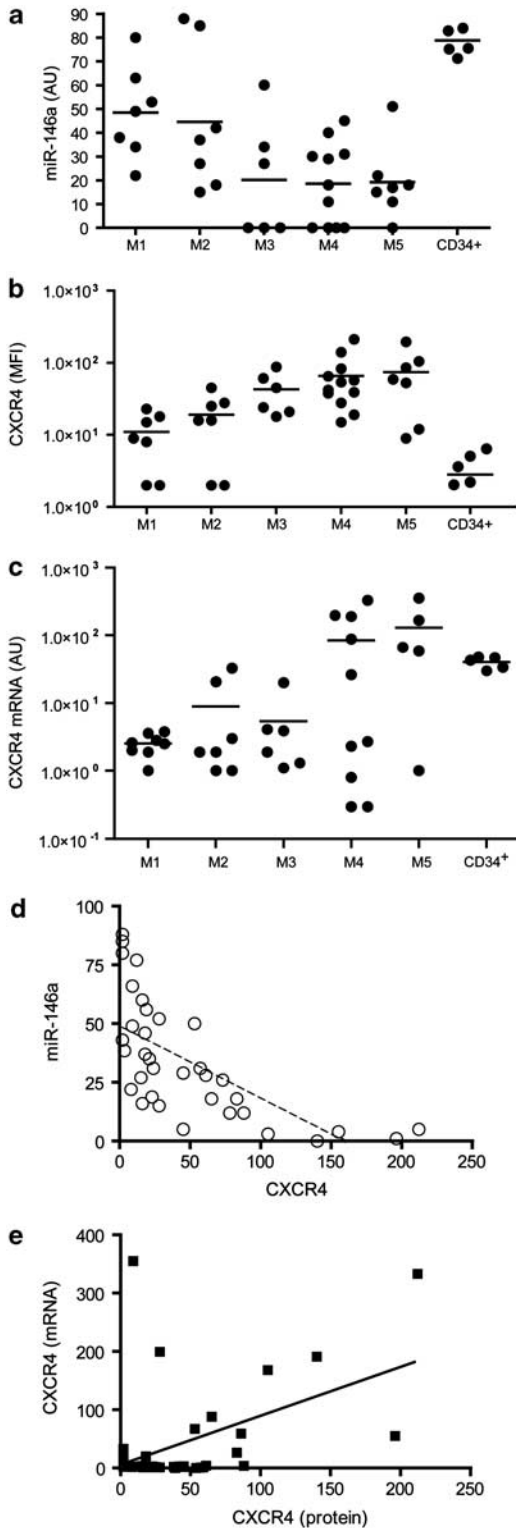 a
miR-146a (AU)
90
80
70
60
50
40
30
20
10
0
M1 M2 M3 M4 M5 CD34+
b
CXCR4 (MFI)
1.0×10³
1.0×10²
1.0×10¹
1.0×10⁰
M1 M2 M3 M4 M5 CD34+
c
CXCR4 mRNA (AU)
1.0×10³
1.0×10²
1.0×10¹
1.0×10⁰
1.0×10⁻¹
M1 M2 M3 M4 M5 CD34⁺
d
miR-146a
100
75
50
25
0
0 50 100 150 200 250
CXCR4
e
CXCR4 (mRNA)
400
300
200
100
0
0 50 100 150 200 250
CXCR4 (protein)